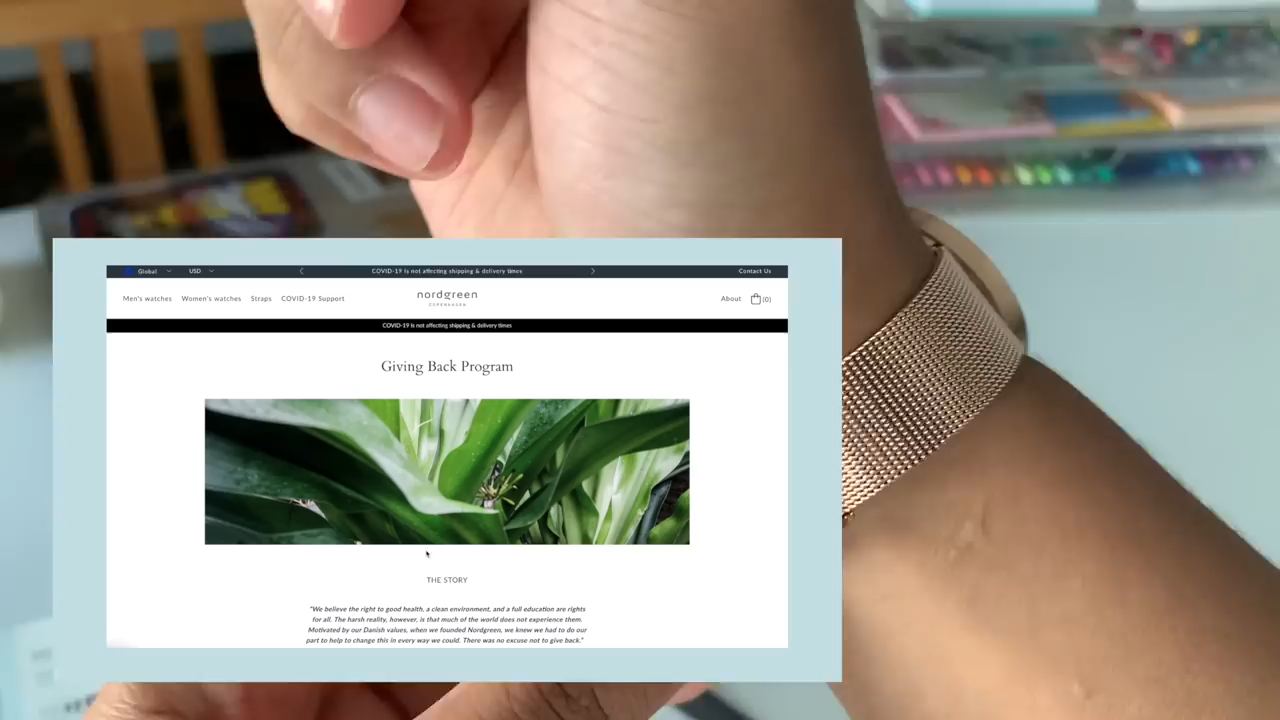 Global USD COVID-19 is not affecting shipping & delivery times Contact Us
Men's watches Women's watches Straps COVID-19 Support nordgreen About (0)
COPENHAGEN
COVID-19 is not affecting shipping & delivery times
Giving Back Program
THE STORY
"We believe the right to good health, a clean environment, and a full education are rights
for all. The harsh reality, however, is that much of the world does not experience them.
Motivated by our Danish values, when we founded Nordgreen, we knew we had to do our
part to help to change this in every way we could. There was no excuse not to give back."